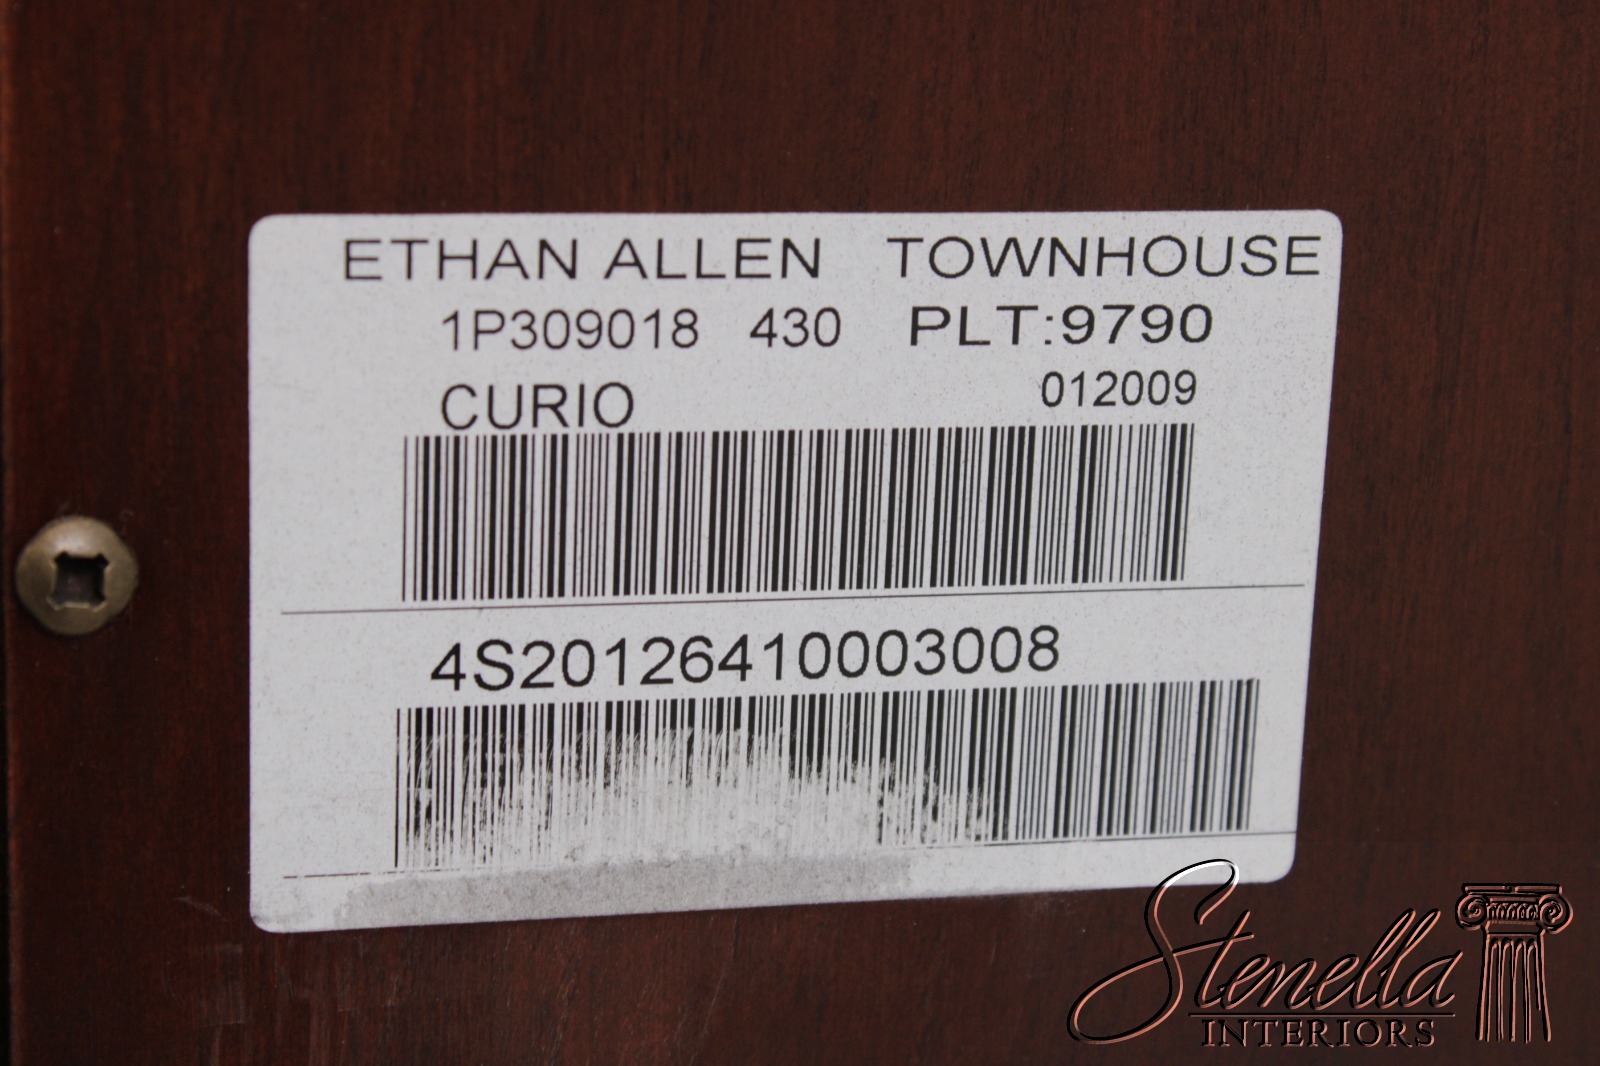 ETHAN ALLEN TOWNHOUSE
1P309018 430 PLT:9790
CURIO 012009
4S20126410003008
Stenella
INTERIORS